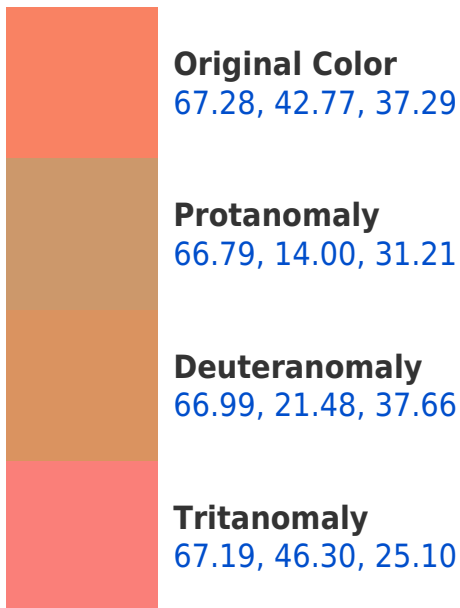 Original Color
67.28, 42.77, 37.29
Protanomaly
66.79, 14.00, 31.21
Deuteranomaly
66.99, 21.48, 37.66
Tritanomaly
67.19, 46.30, 25.10